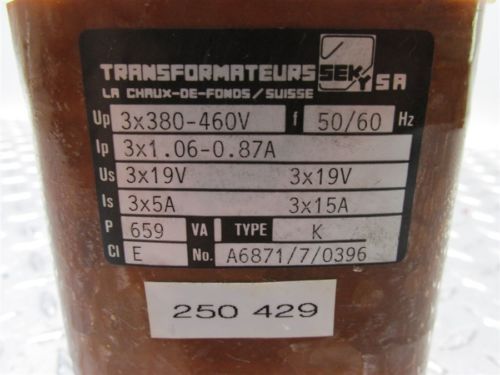 TRANSFORMATEURS SEKY SA
LA CHAUX-DE-FONDS/SUISSE
Up 3x380-460V f 50/60 Hz
Ip 3x1.06-0.87A
Us 3x19V 3x19V
Is 3x5A 3x15A
P 659 VA TYPE K
Cl E No. A6871/7/0396
250 429